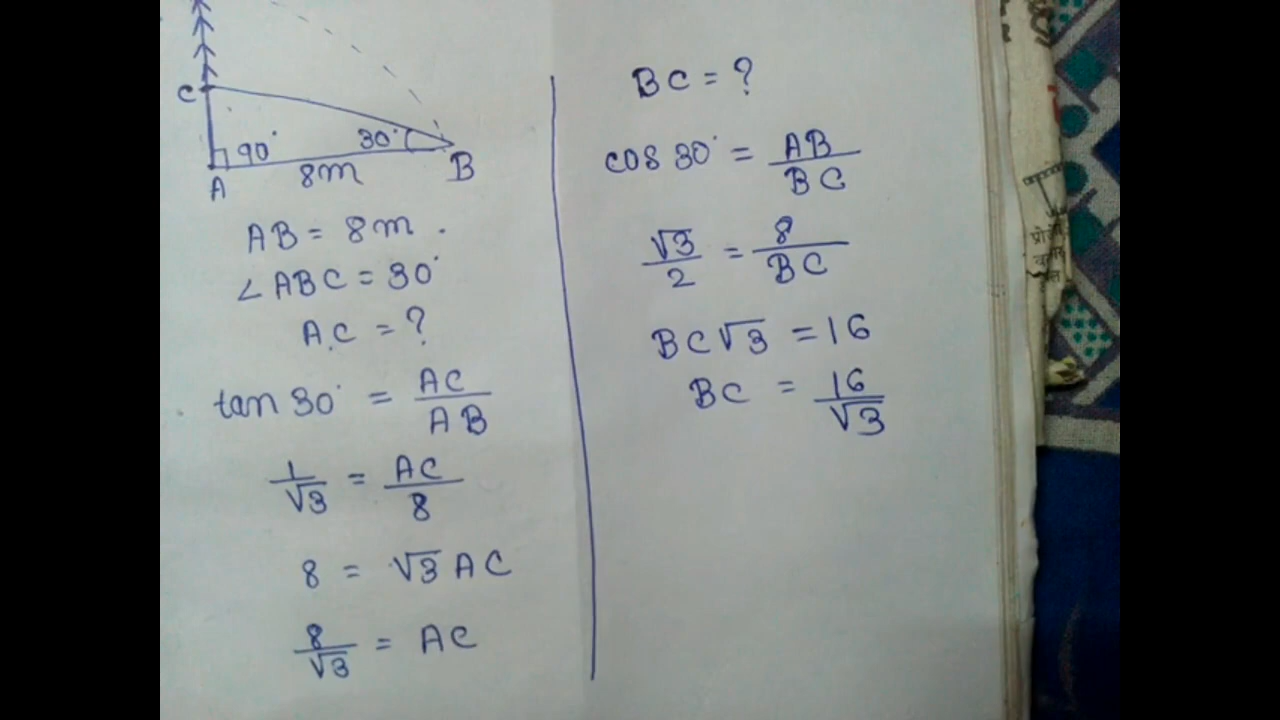 C
90° 30°
A 8m B
AB = 8m .
∠ABC = 30°
AC = ?
tan 30° = AC/AB
1/√3 = AC/8
8 = √3 AC
8/√3 = AC
BC = ?
cos 30° = AB/BC
√3/2 = 8/BC
BC√3 = 16
BC = 16/√3